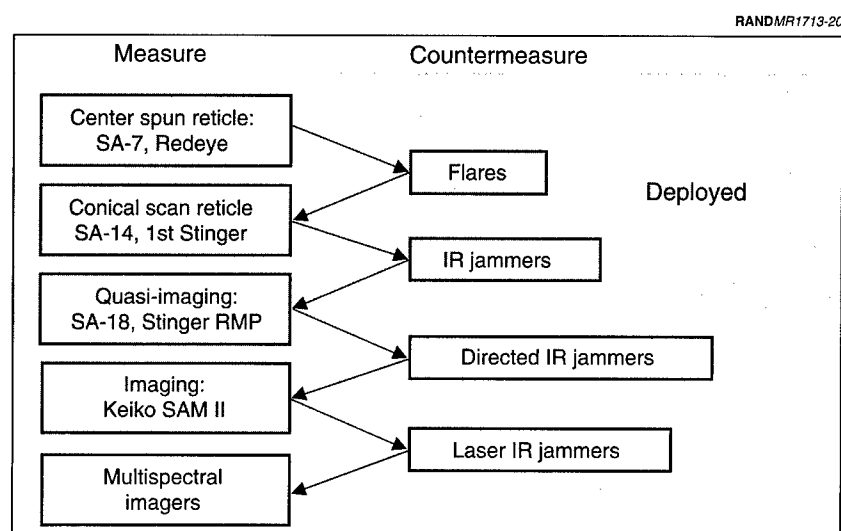 RANDMR1713-20
Measure
Countermeasure
Center spun reticle:
SA-7, Redeye
Flares
Deployed
Conical scan reticle
SA-14, 1st Stinger
IR jammers
Quasi-imaging:
SA-18, Stinger RMP
Directed IR jammers
Imaging:
Keiko SAM II
Laser IR jammers
Multispectral
imagers